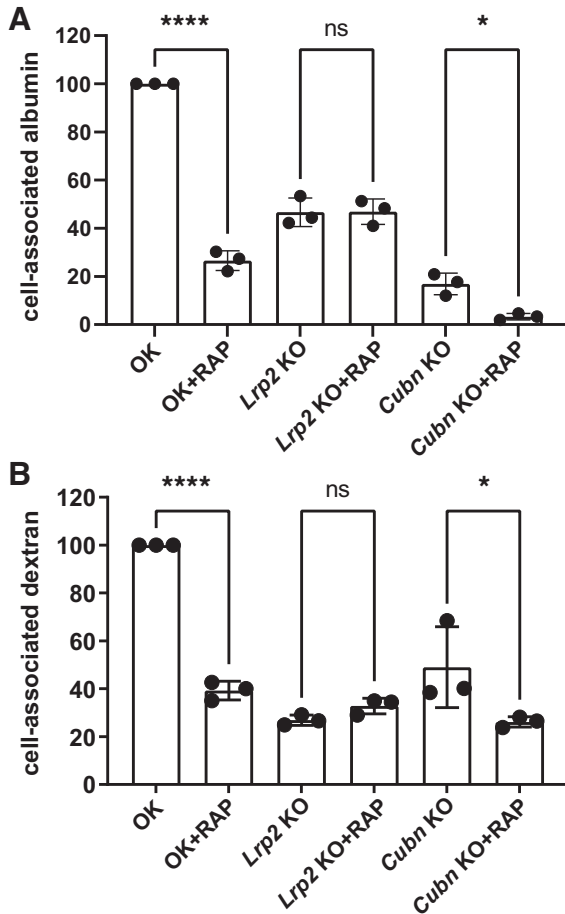 A
**** ns *
cell-associated albumin
120
100
80
60
40
20
0
OK
OK+RAP
Lrp2 KO
Lrp2 KO+RAP
Cubn KO
Cubn KO+RAP
B
**** ns *
cell-associated dextran
120
100
80
60
40
20
0
OK
OK+RAP
Lrp2 KO
Lrp2 KO+RAP
Cubn KO
Cubn KO+RAP